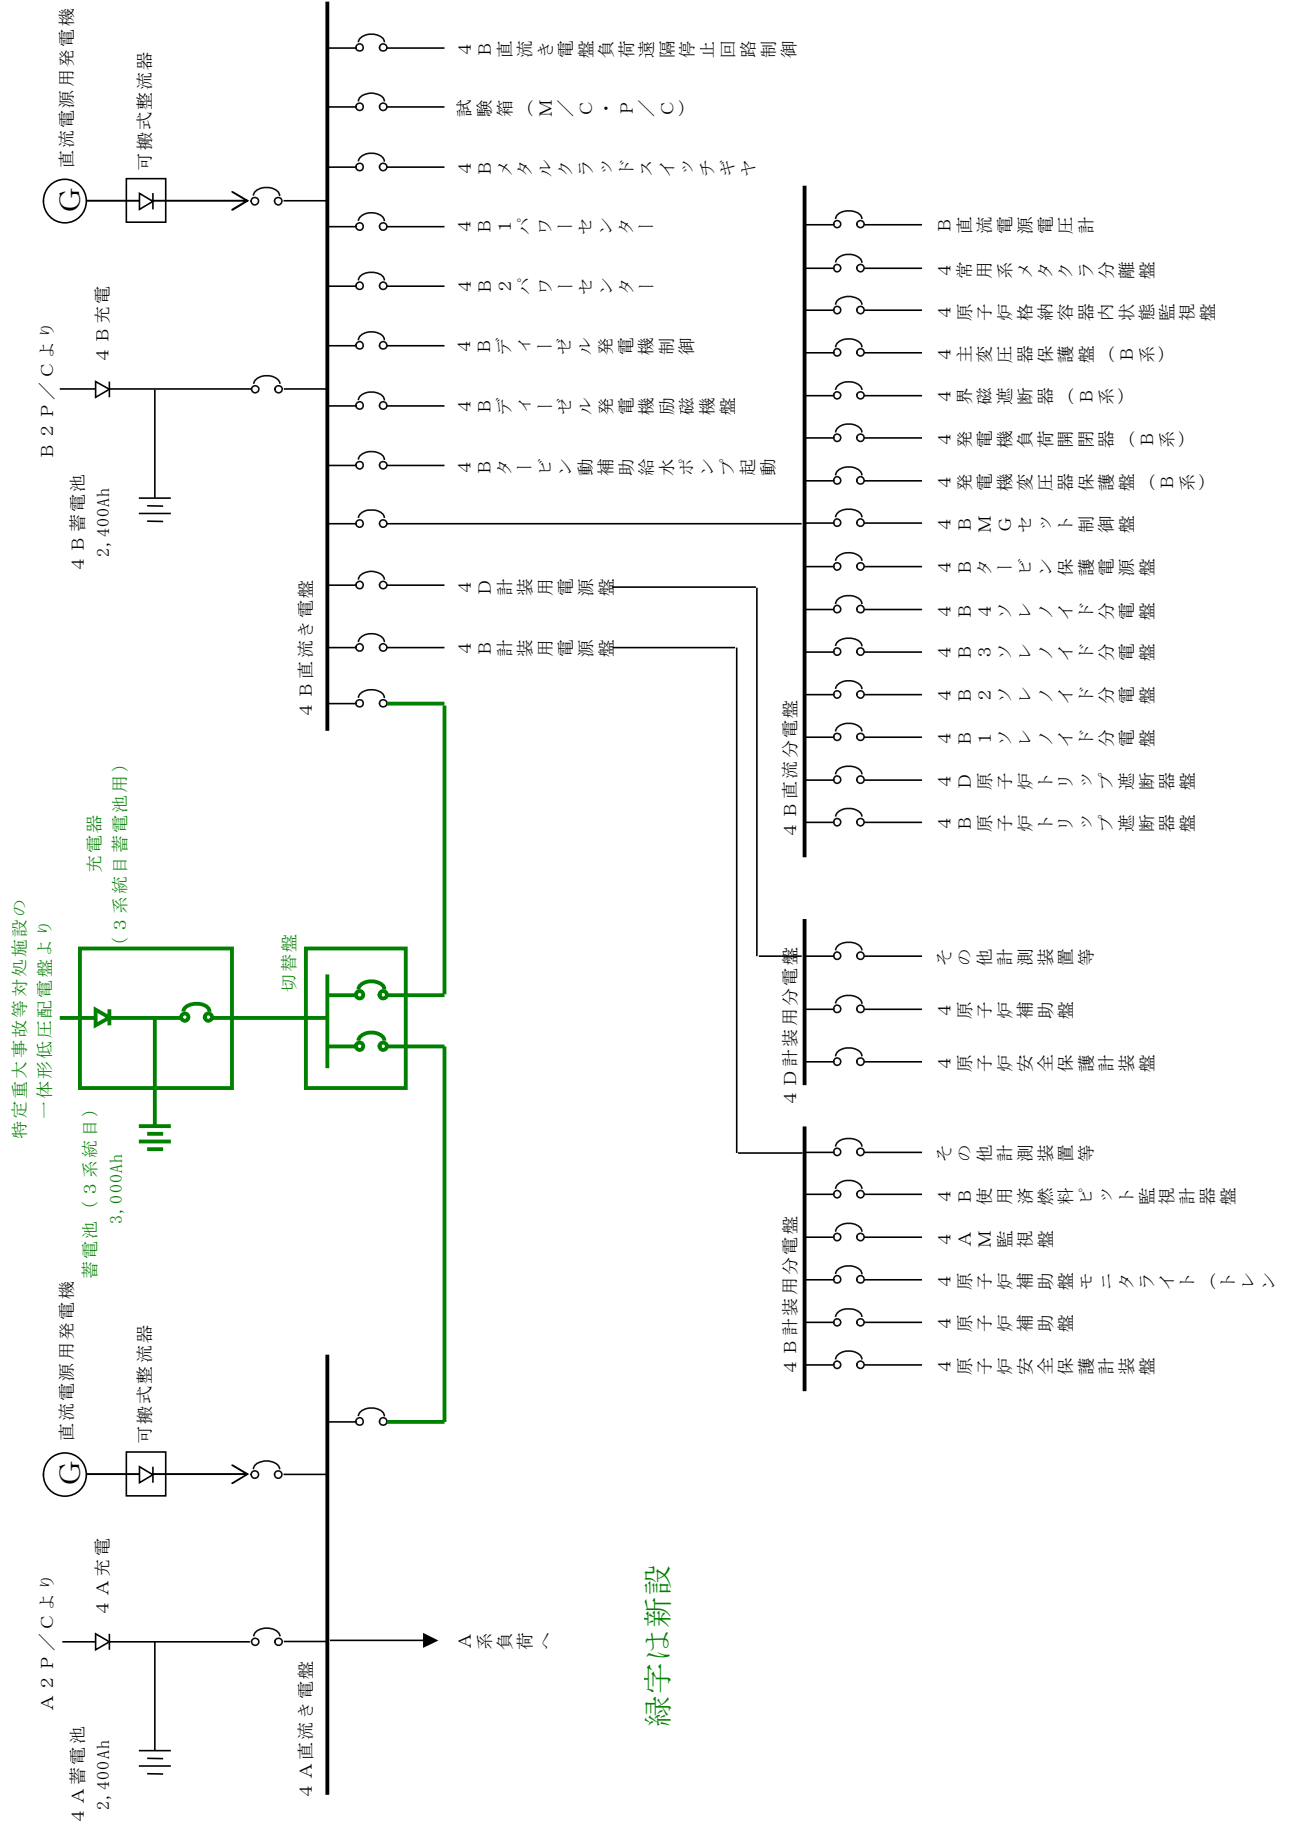 直流電源用発電機
可搬式整流器
G
B2P/Cより
4B充電
4B蓄電池
2,400Ah
4B直流き電盤
4B直流き電盤負荷遠隔停止回路制御
試験箱(M/C・P/C)
4Bメタルクラッドスイッチギヤ
4B1パワーセンター
4B2パワーセンター
4Bディーゼル発電機制御
4Bディーゼル発電機励磁機盤
4Bタービン動補助給水ポンプ起動
4D計装用電源盤
4B計装用電源盤
4B直流分電盤
B直流電源電圧計
4常用系メタクラ分離盤
4原子炉格納容器内状態監視盤
4主変圧器保護盤(B系)
4界磁遮断器(B系)
4発電機負荷開閉器(B系)
4発電機変圧器保護盤(B系)
4BMGセット制御盤
4Bタービン保護電源盤
4B4ソレノイド分電盤
4B3ソレノイド分電盤
4B2ソレノイド分電盤
4B1ソレノイド分電盤
4D原子炉トリップ遮断器盤
4B原子炉トリップ遮断器盤
特定重大事故等対処施設の
一体形低圧配電盤より
充電器
(3系統目蓄電池用)
切替盤
蓄電池(3系統目)
3,000Ah
4D計装用分電盤
その他計測装置等
4原子炉補助盤
4原子炉安全保護計装盤
4B計装用分電盤
その他計測装置等
4B使用済燃料ピット監視計器盤
4AM監視盤
4原子炉補助盤モニタライト(トレン
4原子炉補助盤
4原子炉安全保護計装盤
直流電源用発電機
可搬式整流器
G
A2P/Cより
4A充電
4A蓄電池
2,400Ah
4A直流き電盤
A系負荷へ
緑字は新設